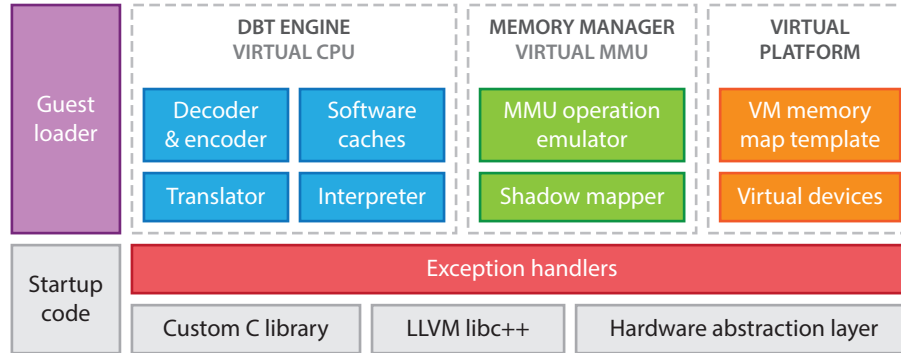 Guest
loader
DBT ENGINE
VIRTUAL CPU
Decoder
& encoder
Software
caches
Translator
Interpreter
MEMORY MANAGER
VIRTUAL MMU
MMU operation
emulator
Shadow mapper
VIRTUAL
PLATFORM
VM memory
map template
Virtual devices
Startup
code
Exception handlers
Custom C library
LLVM libc++
Hardware abstraction layer